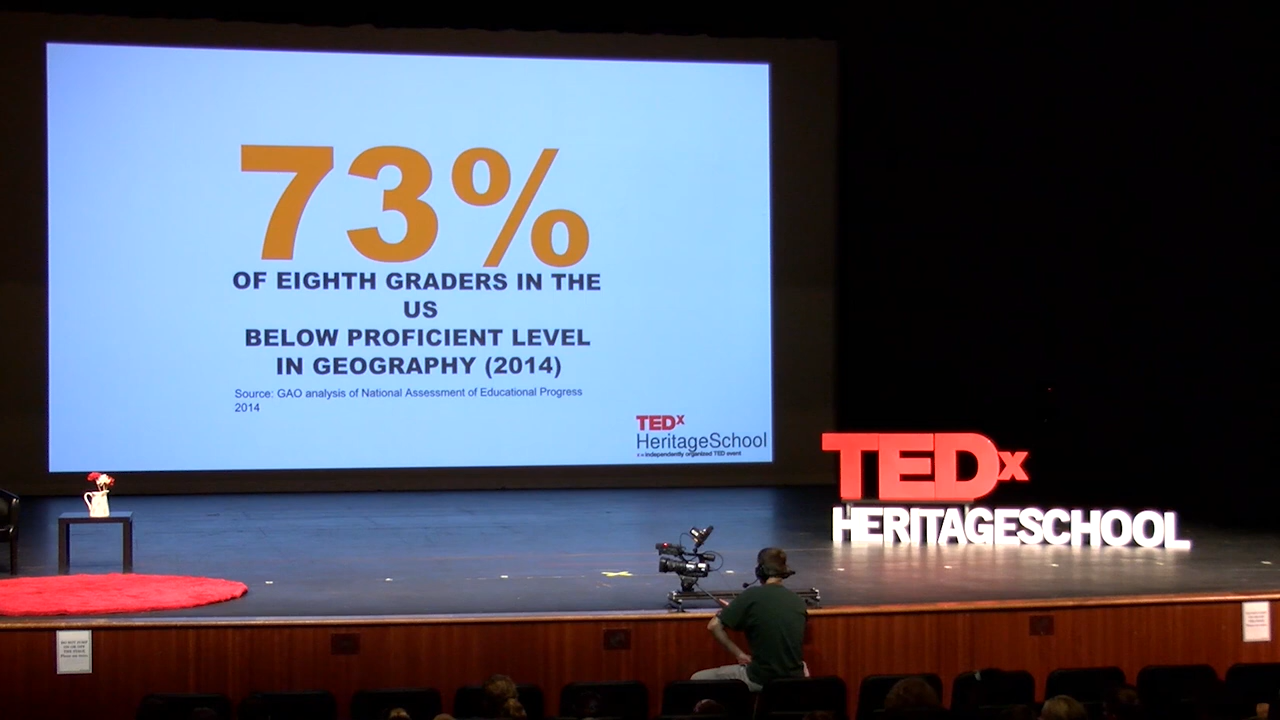 73%
OF EIGHTH GRADERS IN THE
US
BELOW PROFICIENT LEVEL
IN GEOGRAPHY (2014)
Source: GAO analysis of National Assessment of Educational Progress
2014
TEDx
HeritageSchool
x = independently organized TED event
TEDx
HERITAGESCHOOL